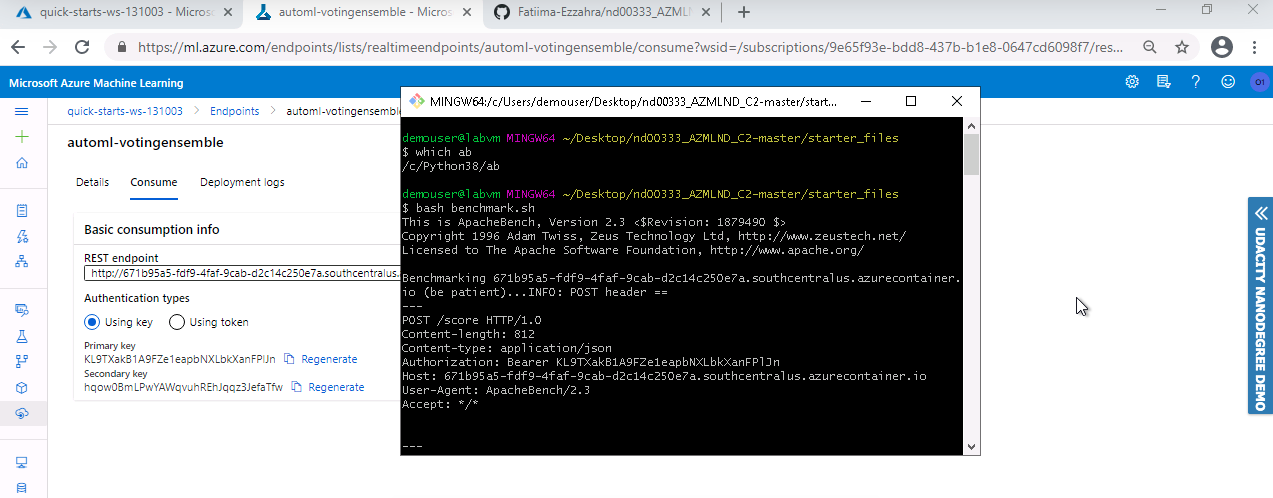 quick-starts-ws-131003 - Microso
automl-votingensemble - Microso
Fatiima-Ezzahra/nd00333_AZMLN
https://ml.azure.com/endpoints/lists/realtimeendpoints/automl-votingensemble/consume?wsid=/subscriptions/9e65f93e-bdd8-437b-b1e8-0647cd6098f7/res...
Microsoft Azure Machine Learning
O1
quick-starts-ws-131003 > Endpoints > automl-votingensemble
automl-votingensemble
Details Consume Deployment logs
Basic consumption info
REST endpoint
http://671b95a5-fdf9-4faf-9cab-d2c14c250e7a.southcentralus.
Authentication types
Using key Using token
Primary key
KL9TXakB1A9FZe1eapbNXLbkXanFPlJn Regenerate
Secondary key
hqow0BmLPwYAWqvuhREhJqqz3JefaTfw Regenerate
MINGW64:/c/Users/demouser/Desktop/nd00333_AZMLND_C2-master/star...
demouser@labvm MINGW64 ~/Desktop/nd00333_AZMLND_C2-master/starter_files
$ which ab
/c/Python38/ab
demouser@labvm MINGW64 ~/Desktop/nd00333_AZMLND_C2-master/starter_files
$ bash benchmark.sh
This is ApacheBench, Version 2.3 <$Revision: 1879490 $>
Copyright 1996 Adam Twiss, Zeus Technology Ltd, http://www.zeustech.net/
Licensed to The Apache Software Foundation, http://www.apache.org/
Benchmarking 671b95a5-fdf9-4faf-9cab-d2c14c250e7a.southcentralus.azurecontainer.
io (be patient)...INFO: POST header ==
---
POST /score HTTP/1.0
Content-length: 812
Content-type: application/json
Authorization: Bearer KL9TXakB1A9FZe1eapbNXLbkXanFPlJn
Host: 671b95a5-fdf9-4faf-9cab-d2c14c250e7a.southcentralus.azurecontainer.io
User-Agent: ApacheBench/2.3
Accept: */*
---
UDACITY NANODEGREE DEMO